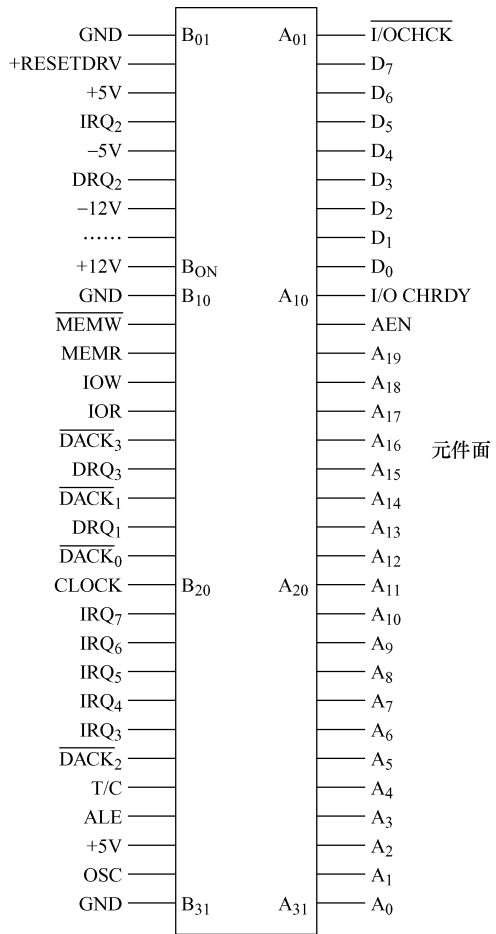 GND B₀₁ A₀₁ I/OCHCK
+RESETDRV D₇
+5V D₆
IRQ₂ D₅
−5V D₄
DRQ₂ D₃
−12V D₂
…… D₁
+12V B_ON D₀
GND B₁₀ A₁₀ I/O CHRDY
MEMW AEN
MEMR A₁₉
IOW A₁₈
IOR A₁₇
DACK₃ A₁₆ 元件面
DRQ₃ A₁₅
DACK₁ A₁₄
DRQ₁ A₁₃
DACK₀ A₁₂
CLOCK B₂₀ A₂₀ A₁₁
IRQ₇ A₁₀
IRQ₆ A₉
IRQ₅ A₈
IRQ₄ A₇
IRQ₃ A₆
DACK₂ A₅
T/C A₄
ALE A₃
+5V A₂
OSC A₁
GND B₃₁ A₃₁ A₀